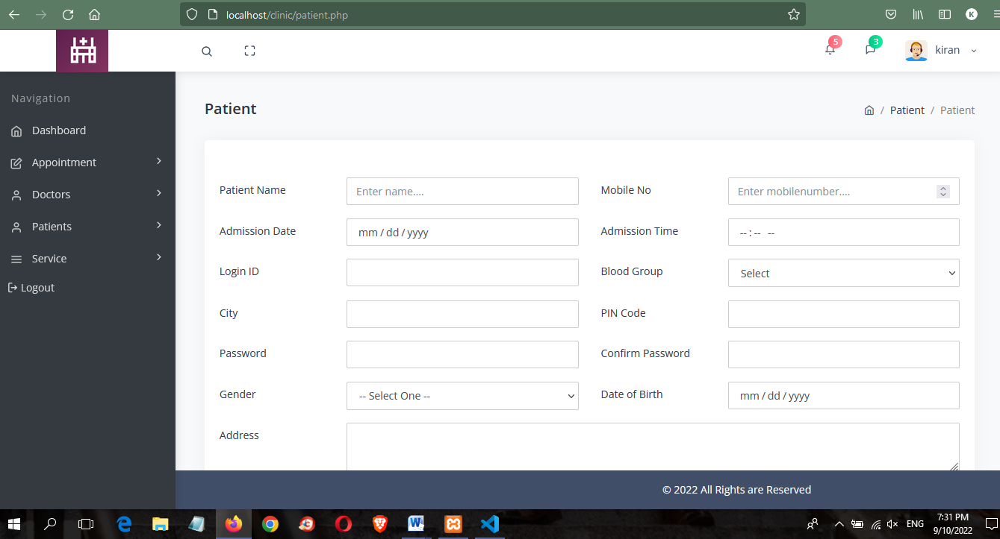 localhost/clinic/patient.php
K
5
3
kiran
Navigation
Dashboard
Appointment
Doctors
Patients
Service
Logout
Patient
/ Patient / Patient
Patient Name
Enter name....
Mobile No
Enter mobilenumber....
Admission Date
mm / dd / yyyy
Admission Time
-- : -- --
Login ID
Blood Group
Select
City
PIN Code
Password
Confirm Password
Gender
-- Select One --
Date of Birth
mm / dd / yyyy
Address
© 2022 All Rights are Reserved
ENG
7:31 PM
9/10/2022